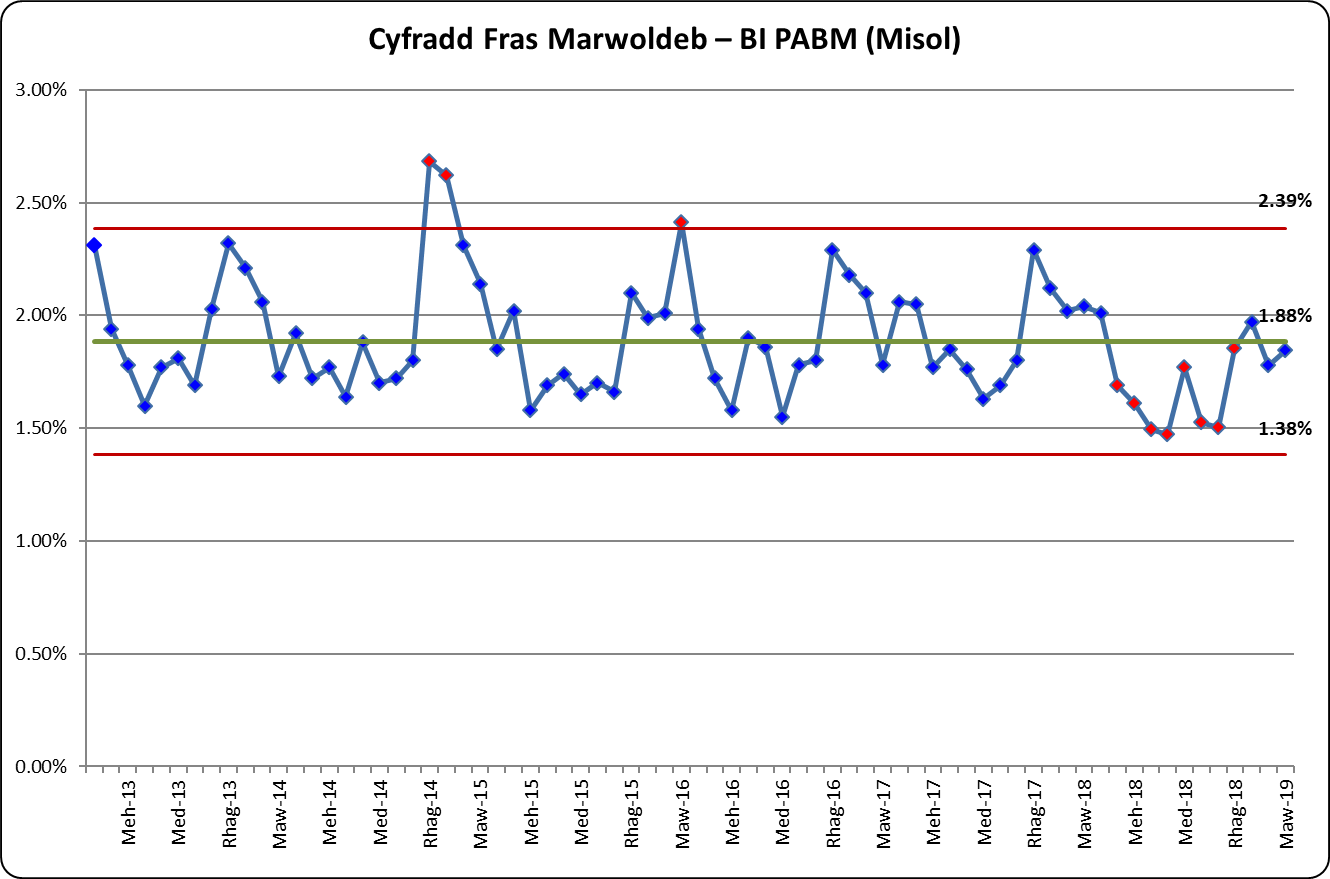 Cyfradd Fras Marwoldeb – BI PABM (Misol)
3.00%
2.50%
2.00%
1.50%
1.00%
0.50%
0.00%
2.39%
1.88%
1.38%
Meh-13
Med-13
Rhag-13
Maw-14
Meh-14
Med-14
Rhag-14
Maw-15
Meh-15
Med-15
Rhag-15
Maw-16
Meh-16
Med-16
Rhag-16
Maw-17
Meh-17
Med-17
Rhag-17
Maw-18
Meh-18
Med-18
Rhag-18
Maw-19